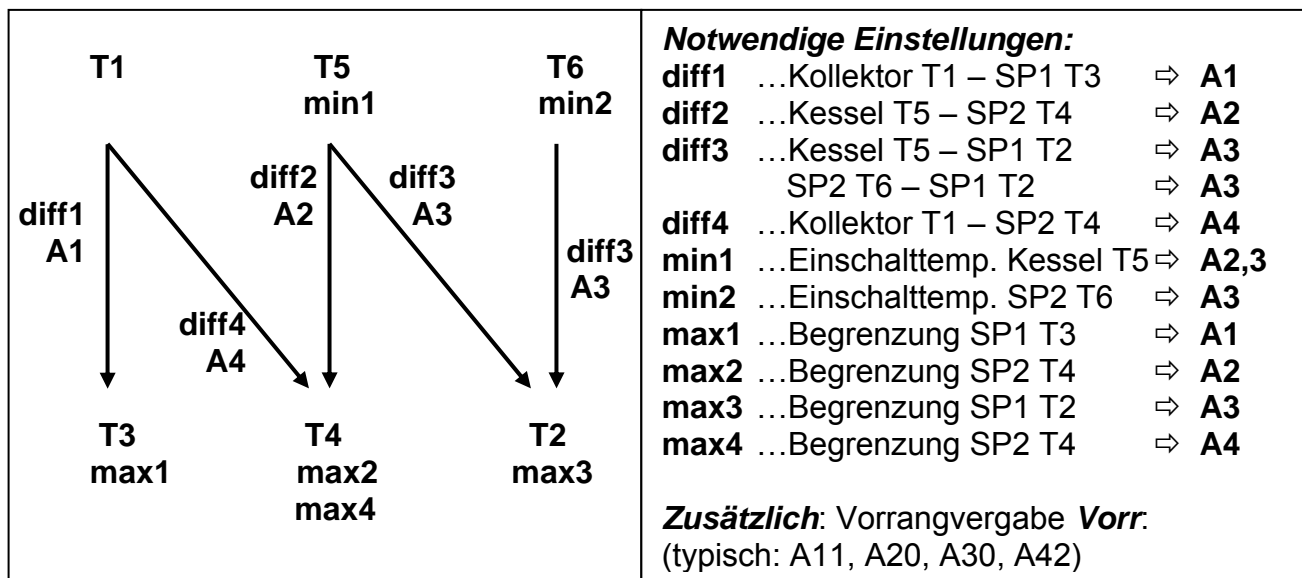 T1 T5 T6
min1 min2
diff2 diff3
A2 A3
diff1
A1
diff3
A3
diff4
A4
T3 T4 T2
max1 max2 max3
max4
Notwendige Einstellungen:
diff1 …Kollektor T1 – SP1 T3 ⇨ A1
diff2 …Kessel T5 – SP2 T4 ⇨ A2
diff3 …Kessel T5 – SP1 T2 ⇨ A3
SP2 T6 – SP1 T2 ⇨ A3
diff4 …Kollektor T1 – SP2 T4 ⇨ A4
min1 …Einschalttemp. Kessel T5 ⇨ A2,3
min2 …Einschalttemp. SP2 T6 ⇨ A3
max1 …Begrenzung SP1 T3 ⇨ A1
max2 …Begrenzung SP2 T4 ⇨ A2
max3 …Begrenzung SP1 T2 ⇨ A3
max4 …Begrenzung SP2 T4 ⇨ A4
Zusätzlich: Vorrangvergabe Vorr:
(typisch: A11, A20, A30, A42)